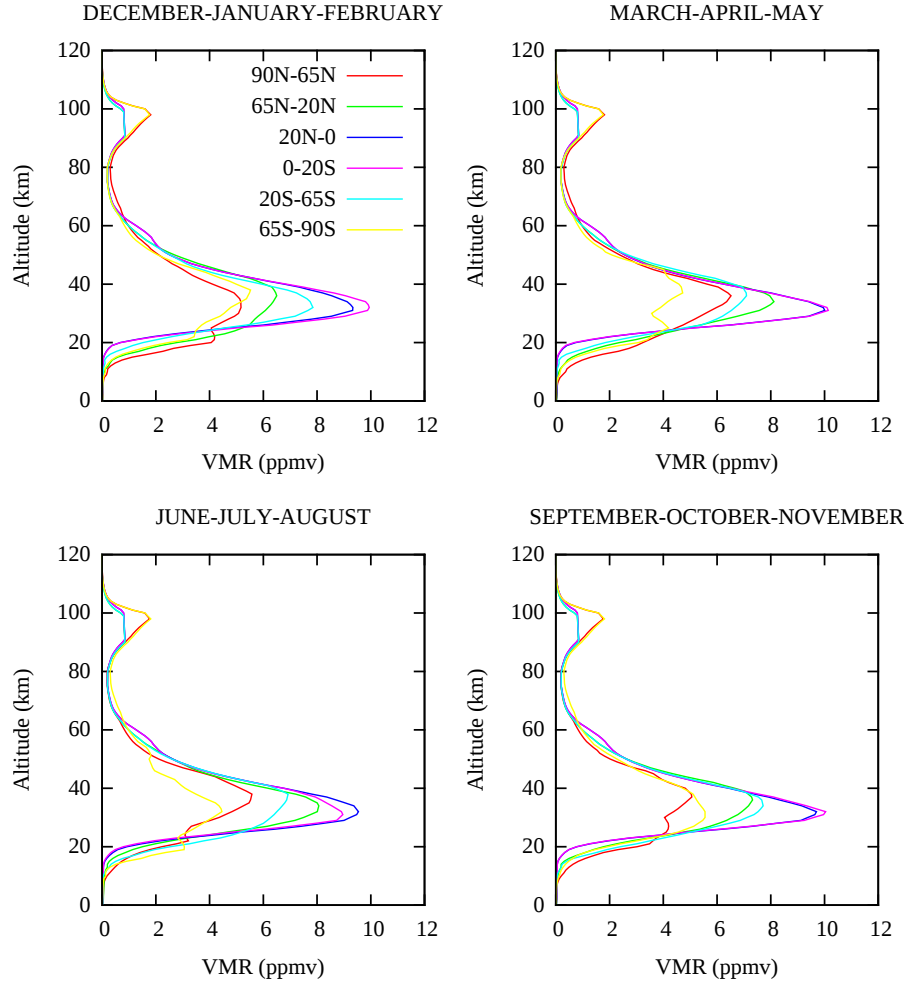 DECEMBER-JANUARY-FEBRUARY
120
100
80
60
40
20
0
Altitude (km)
90N-65N
65N-20N
20N-0
0-20S
20S-65S
65S-90S
0 2 4 6 8 10 12
VMR (ppmv)
MARCH-APRIL-MAY
120
100
80
60
40
20
0
Altitude (km)
0 2 4 6 8 10 12
VMR (ppmv)
JUNE-JULY-AUGUST
120
100
80
60
40
20
0
Altitude (km)
0 2 4 6 8 10 12
VMR (ppmv)
SEPTEMBER-OCTOBER-NOVEMBER
120
100
80
60
40
20
0
Altitude (km)
0 2 4 6 8 10 12
VMR (ppmv)